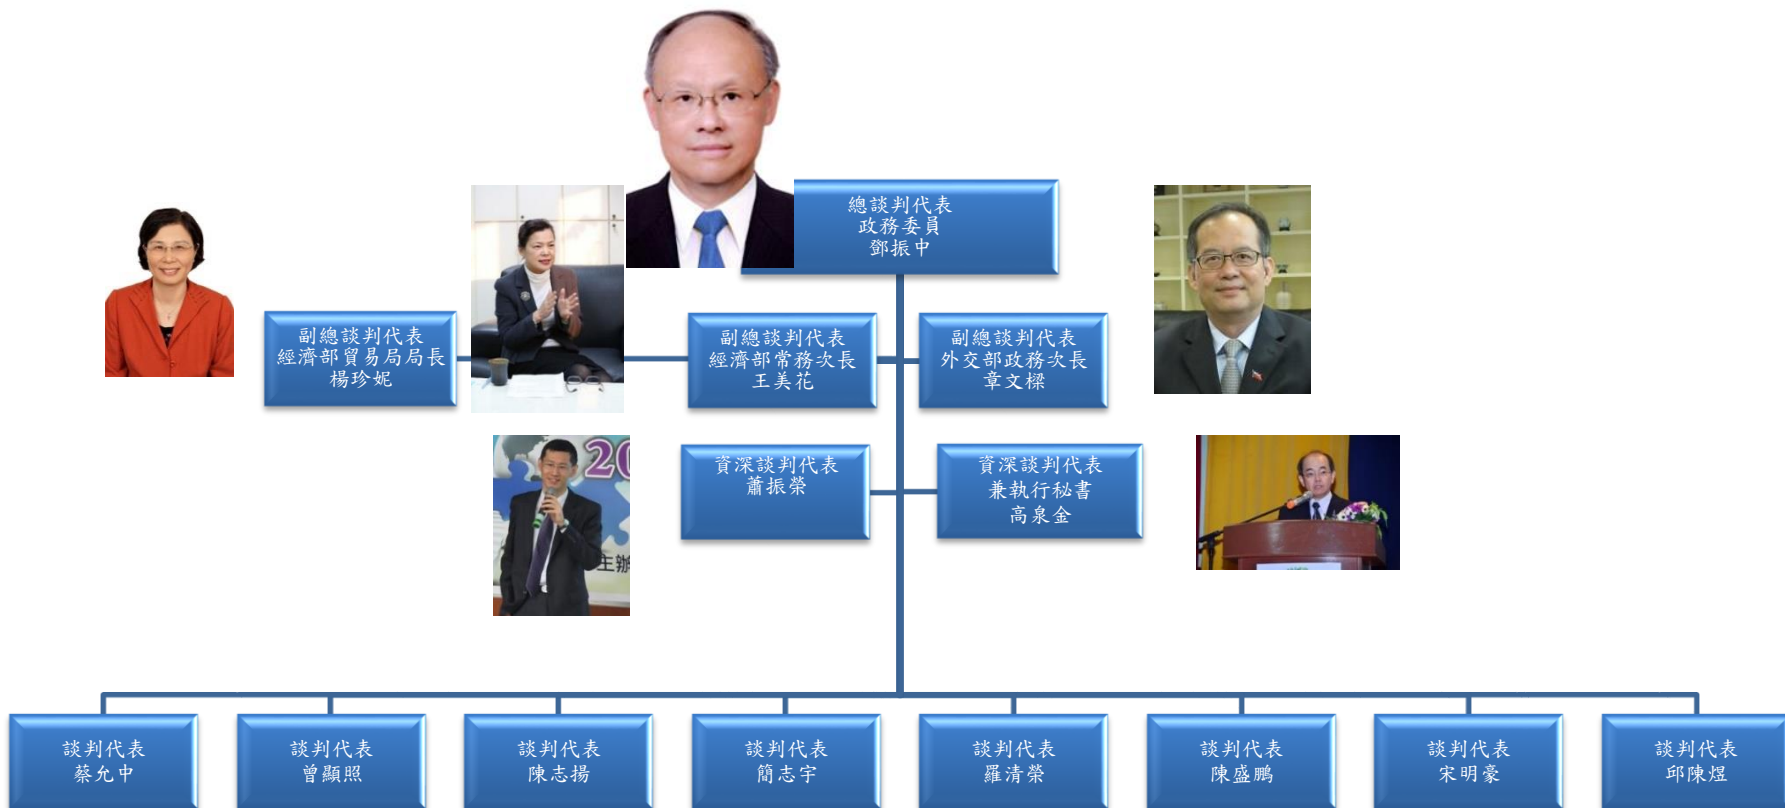 總談判代表
政務委員
鄧振中
副總談判代表
經濟部貿易局局長
楊珍妮
副總談判代表
經濟部常務次長
王美花
副總談判代表
外交部政務次長
章文樑
資深談判代表
蕭振榮
資深談判代表
兼執行秘書
高泉金
20
主辦
談判代表
蔡允中
談判代表
曾顯照
談判代表
陳志揚
談判代表
簡志宇
談判代表
羅清榮
談判代表
陳盛鵬
談判代表
宋明豪
談判代表
邱陳煜